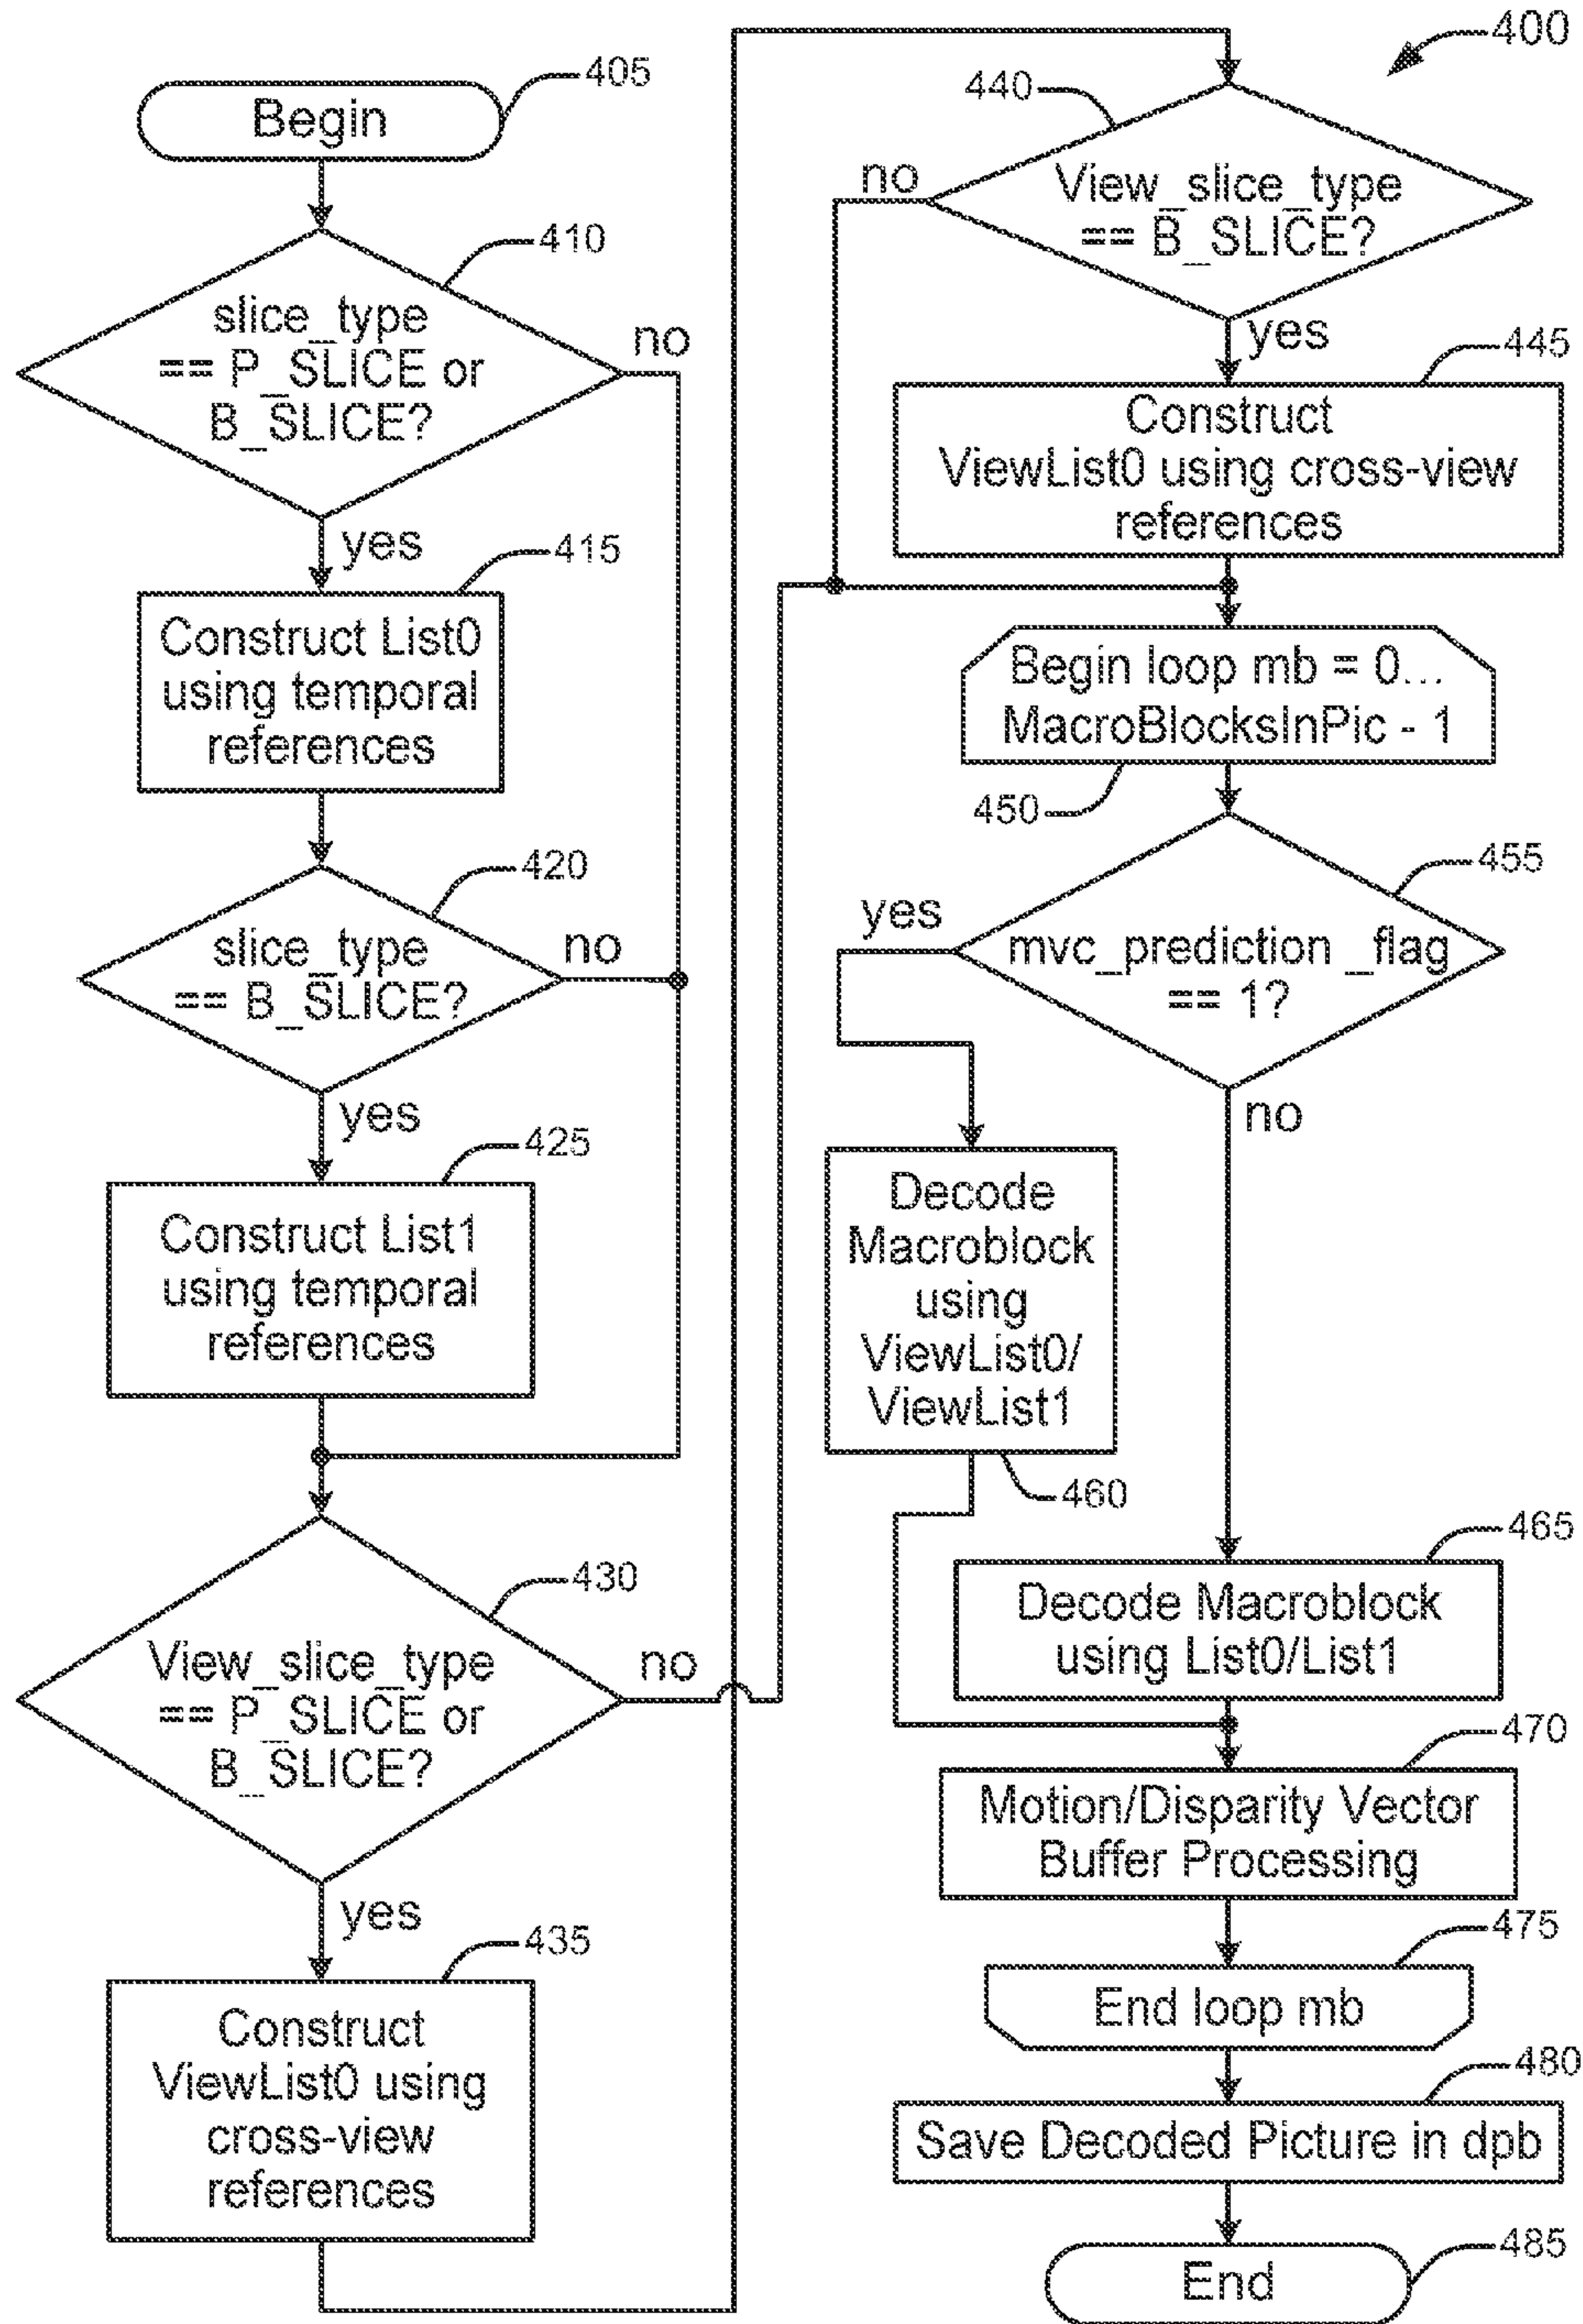 400
405
Begin
410
slice_type
== P_SLICE or
B_SLICE?
no
yes
415
Construct List0
using temporal
references
420
slice_type
== B_SLICE?
no
yes
425
Construct List1
using temporal
references
430
View_slice_type
== P_SLICE or
B_SLICE?
no
yes
435
Construct
ViewList0 using
cross-view
references
440
no
View_slice_type
== B_SLICE?
yes
445
Construct
ViewList0 using cross-view
references
Begin loop mb = 0...
MacroBlocksInPic - 1
450
455
yes
mvc_prediction _flag
== 1?
no
Decode
Macroblock
using
ViewList0/
ViewList1
460
465
Decode Macroblock
using List0/List1
470
Motion/Disparity Vector
Buffer Processing
475
End loop mb
480
Save Decoded Picture in dpb
485
End